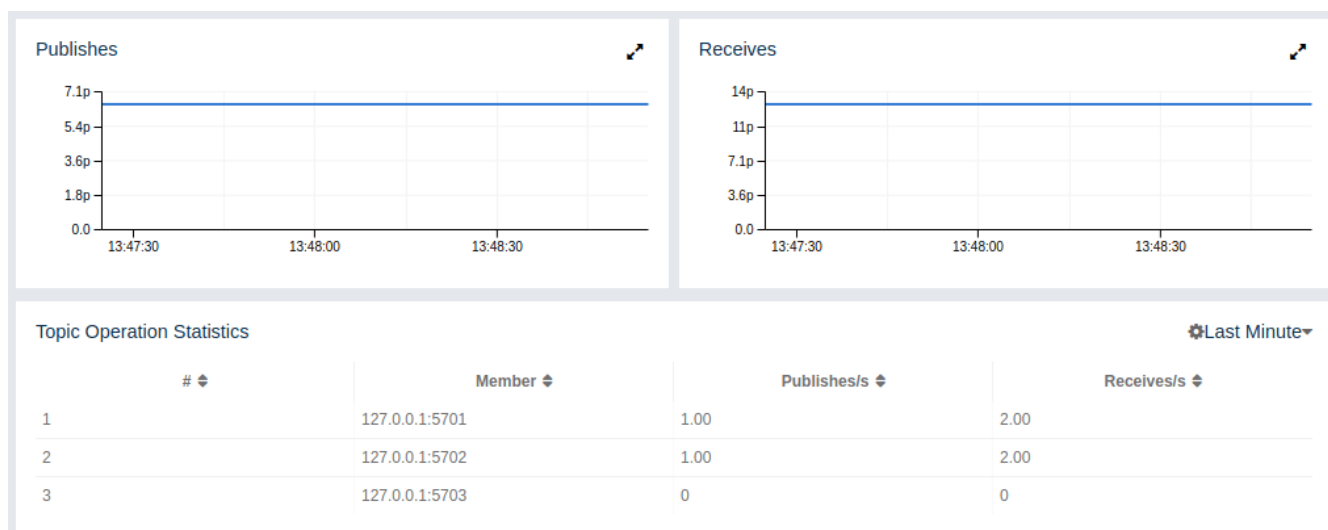 Publishes
7.1p
5.4p
3.6p
1.8p
0.0
13:47:30 13:48:00 13:48:30
Receives
14p
11p
7.1p
3.6p
0.0
13:47:30 13:48:00 13:48:30
Topic Operation Statistics Last Minute
# Member Publishes/s Receives/s
1 127.0.0.1:5701 1.00 2.00
2 127.0.0.1:5702 1.00 2.00
3 127.0.0.1:5703 0 0